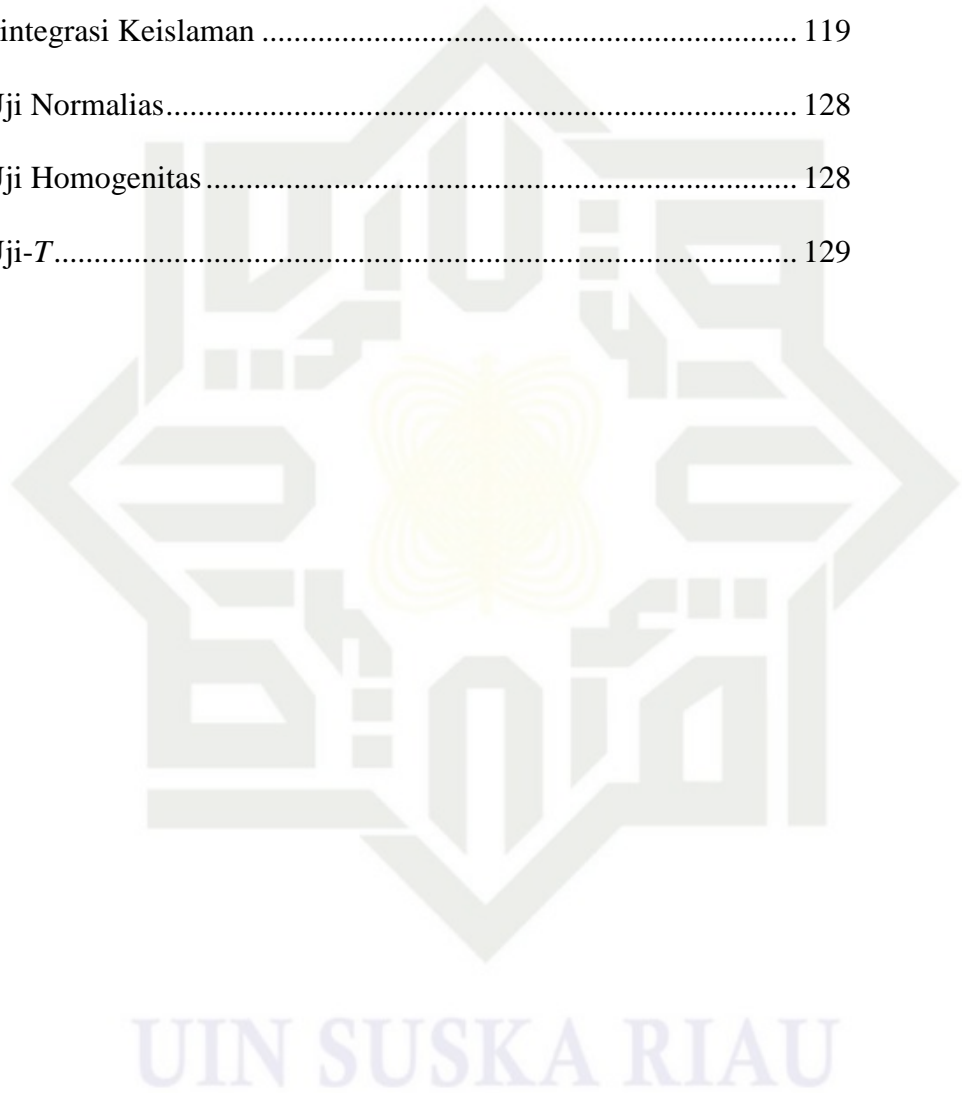 integrasi Keislaman ................................................................... 119
Uji Normalias............................................................................... 128
Uji Homogenitas .......................................................................... 128
Uji-T............................................................................................. 129
UIN SUSKA RIAU